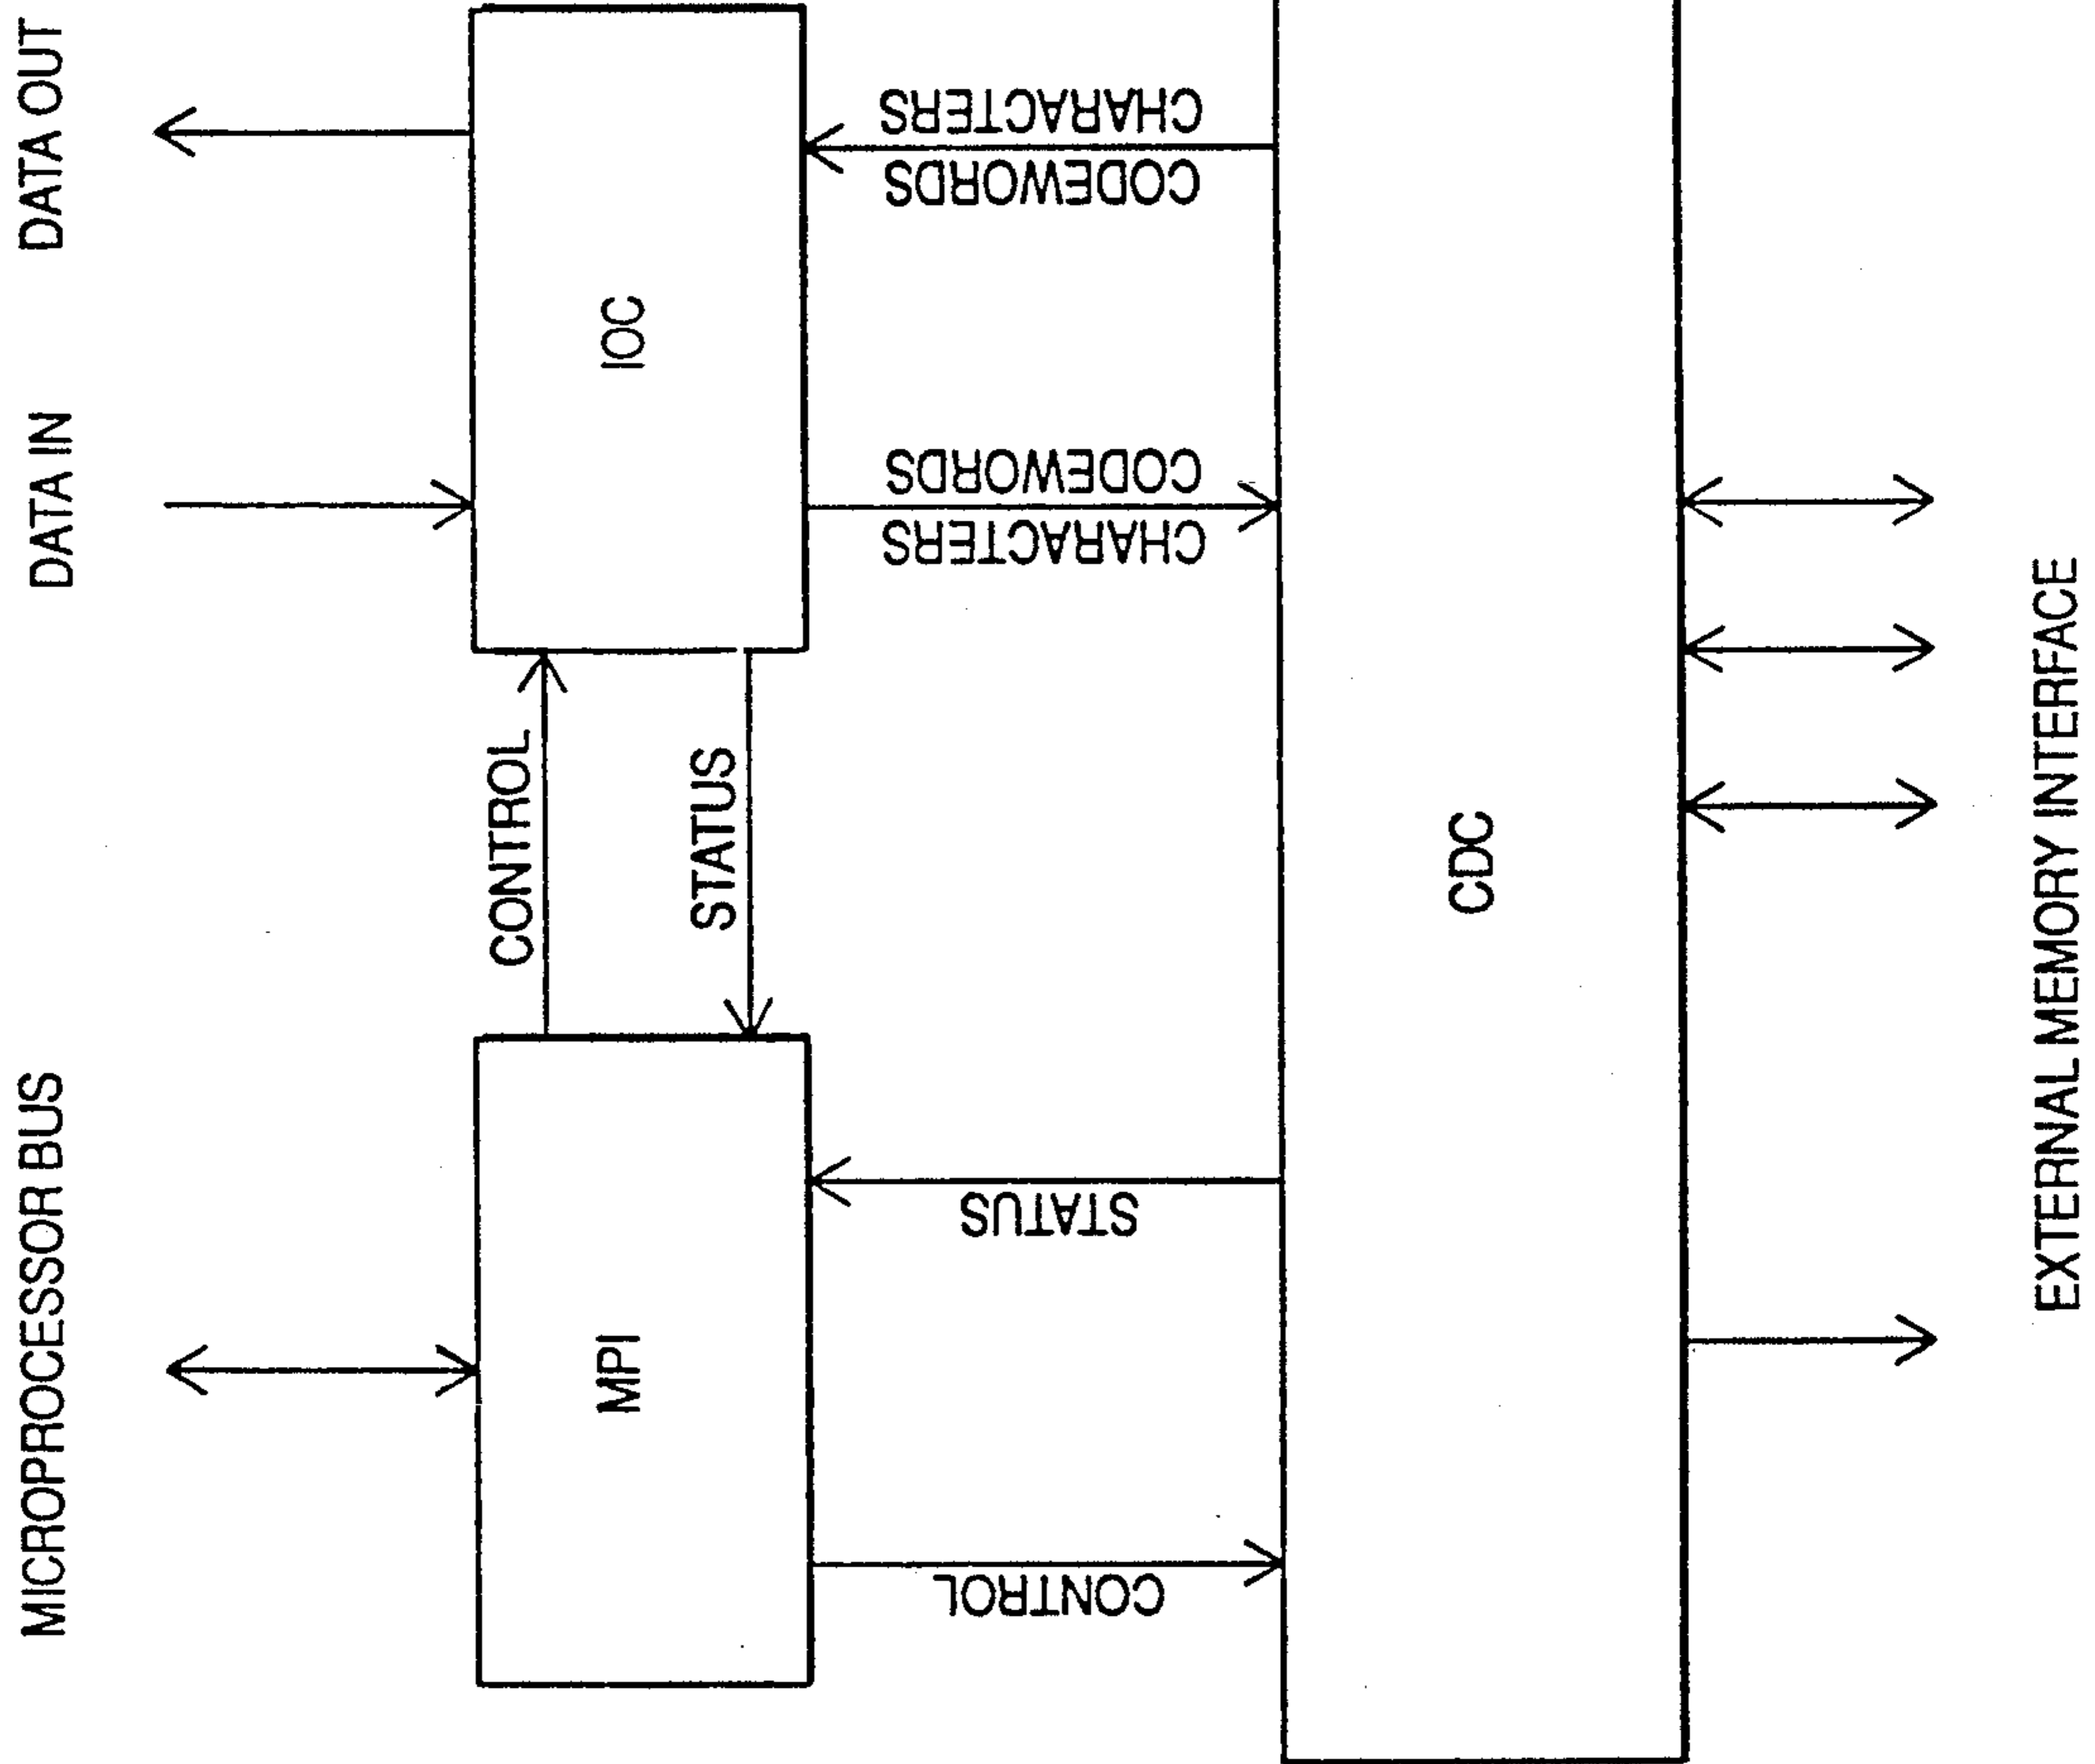 MICROPROCESSOR BUS
DATA IN
DATA OUT
CONTROL
STATUS
MPI
IOC
CONTROL
STATUS
CHARACTERS
CODEWORDS
CODEWORDS
CHARACTERS
CDC
EXTERNAL MEMORY INTERFACE